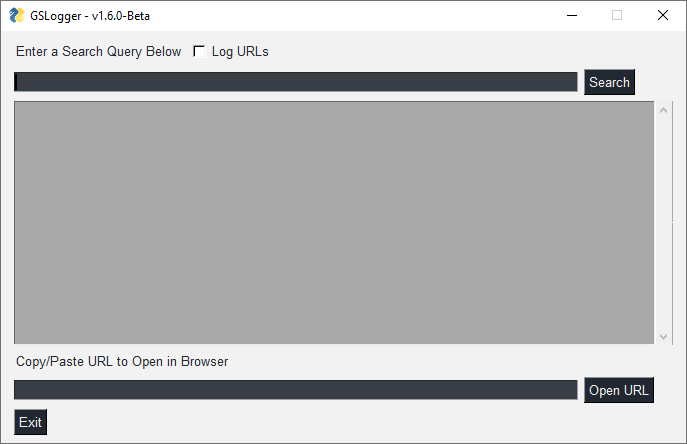 GSLogger - v1.6.0-Beta
Enter a Search Query Below Log URLs
Search
Copy/Paste URL to Open in Browser
Open URL
Exit